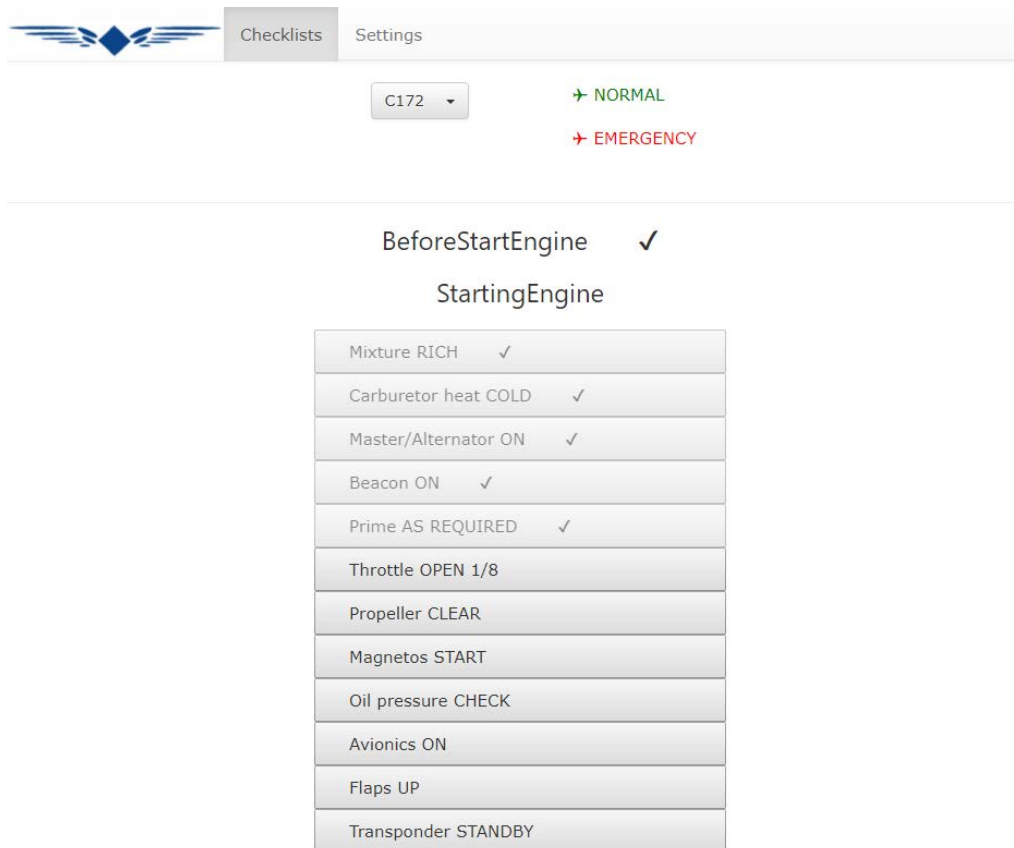 Checklists Settings
C172
✈ NORMAL
✈ EMERGENCY
BeforeStartEngine ✓
StartingEngine
Mixture RICH ✓
Carburetor heat COLD ✓
Master/Alternator ON ✓
Beacon ON ✓
Prime AS REQUIRED ✓
Throttle OPEN 1/8
Propeller CLEAR
Magnetos START
Oil pressure CHECK
Avionics ON
Flaps UP
Transponder STANDBY